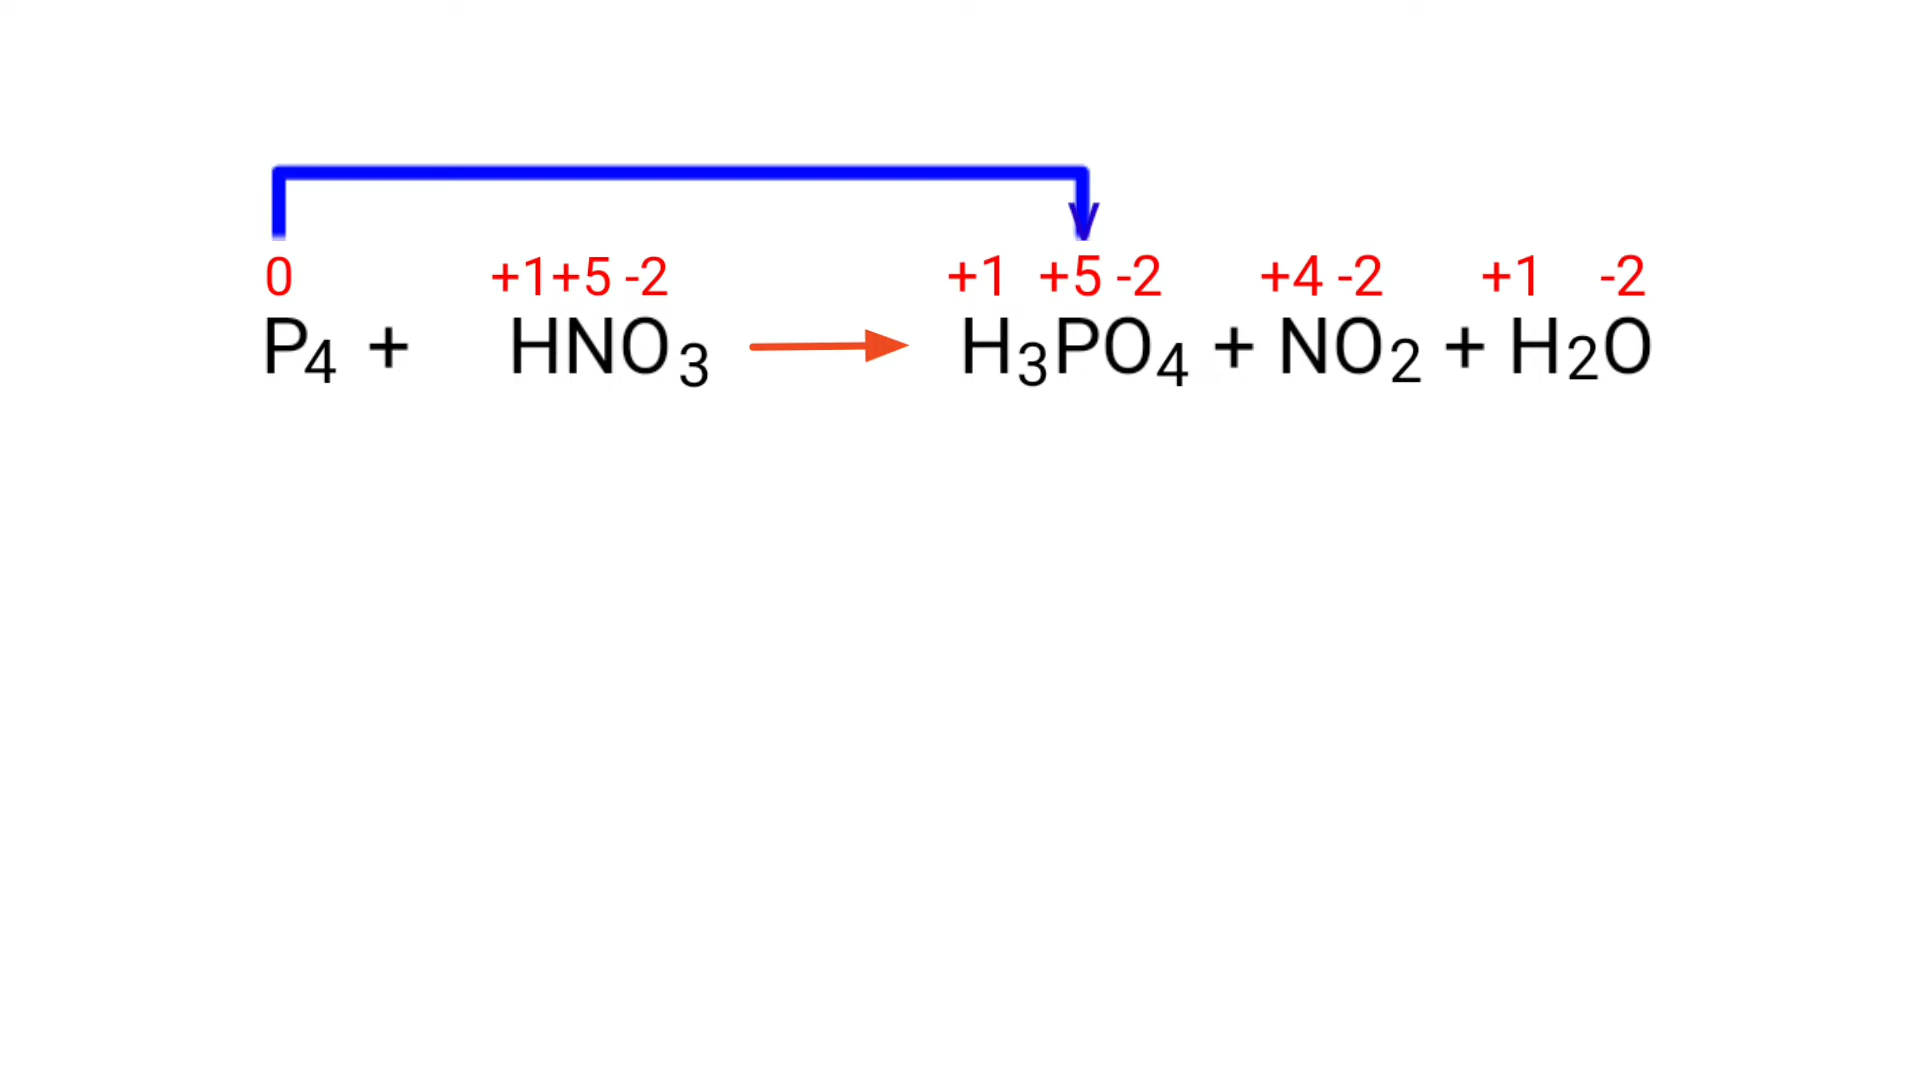 0 +1+5 -2 +1 +5 -2 +4 -2 +1 -2
P₄ + HNO₃ → H₃PO₄ + NO₂ + H₂O